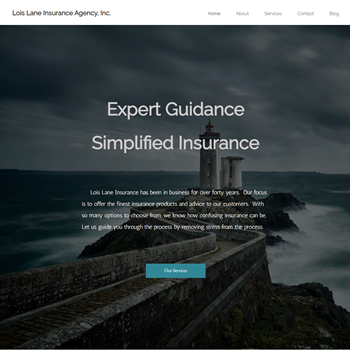 Lois Lane Insurance Agency, Inc.
Home About Services Contact Blog
Expert Guidance
Simplified Insurance
Lois Lane Insurance has been in business for over forty years. Our focus
is to offer the finest insurance products and advice to our customers. With
so many options to choose from, we know how confusing insurance can be.
Let us guide you through the process by removing stress from the process.
Our Services